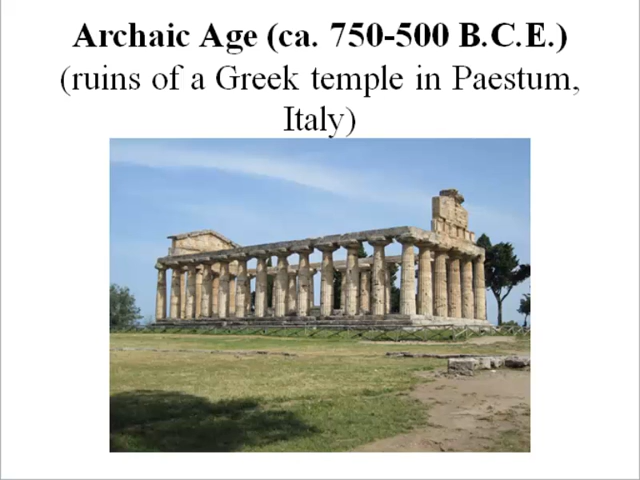 Archaic Age (ca. 750-500 B.C.E.)
(ruins of a Greek temple in Paestum,
Italy)